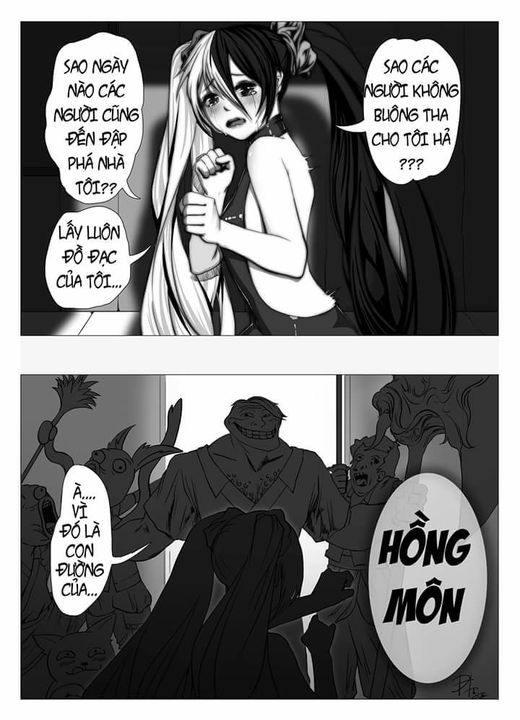 SAO NGÀY
NÀO CÁC
NGƯỜI CŨNG
ĐẾN ĐẬP
PHÁ NHÀ
TÔI??
LẤY LUÔN
ĐỒ ĐẠC
CỦA TÔI...
SAO CÁC
NGƯỜI KHÔNG
BUÔNG THA
CHO TÔI HẢ
???
À....
VÌ
ĐÓ LÀ
CON
ĐƯỜNG
CỦA...
HỒNG
MÔN